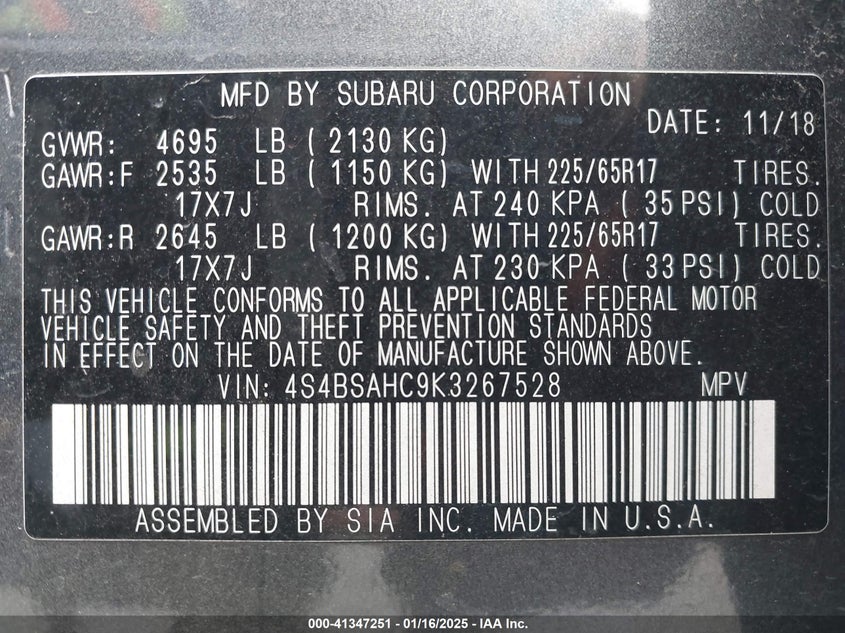 MFD BY SUBARU CORPORATION
DATE: 11/18
GVWR: 4695 LB ( 2130 KG)
GAWR:F 2535 LB ( 1150 KG) WITH 225/65R17 TIRES.
17X7J RIMS. AT 240 KPA ( 35 PSI) COLD
GAWR:R 2645 LB ( 1200 KG) WITH 225/65R17 TIRES.
17X7J RIMS. AT 230 KPA ( 33 PSI) COLD
THIS VEHICLE CONFORMS TO ALL APPLICABLE FEDERAL MOTOR
VEHICLE SAFETY AND THEFT PREVENTION STANDARDS
IN EFFECT ON THE DATE OF MANUFACTURE SHOWN ABOVE.
VIN: 4S4BSAHC9K3267528 MPV
ASSEMBLED BY SIA INC. MADE IN U.S.A.
000-41347251 - 01/16/2025 - IAA Inc.